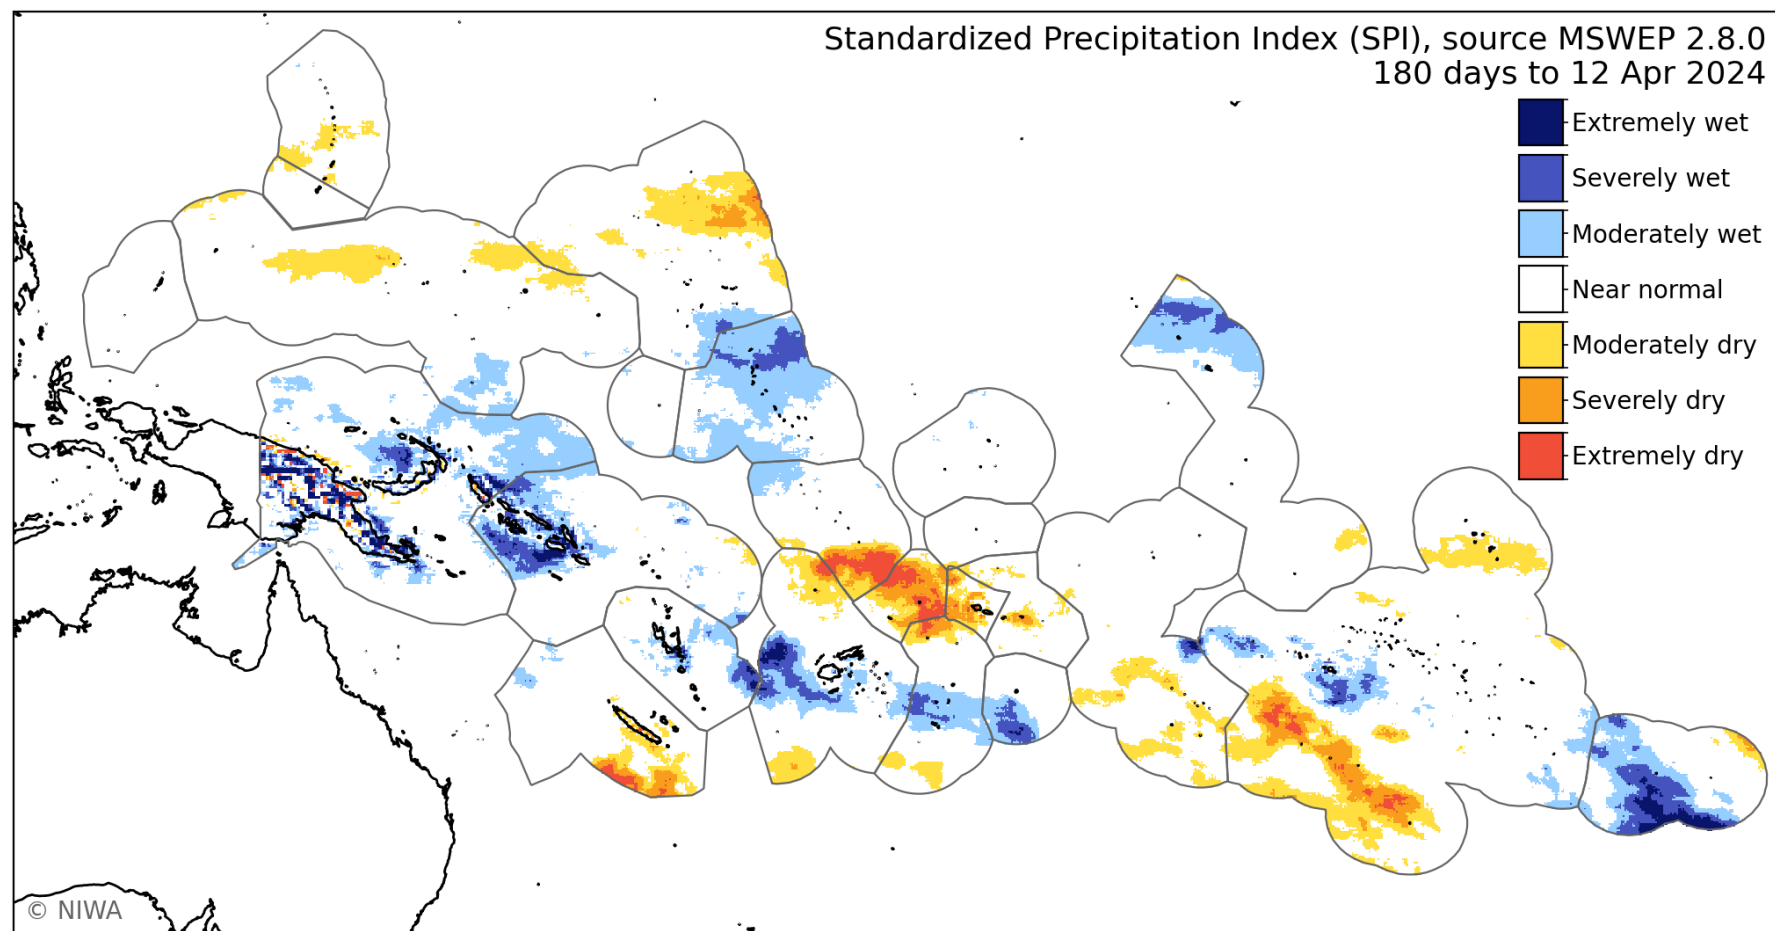 Standardized Precipitation Index (SPI), source MSWEP 2.8.0
180 days to 12 Apr 2024
Extremely wet
Severely wet
Moderately wet
Near normal
Moderately dry
Severely dry
Extremely dry
© NIWA